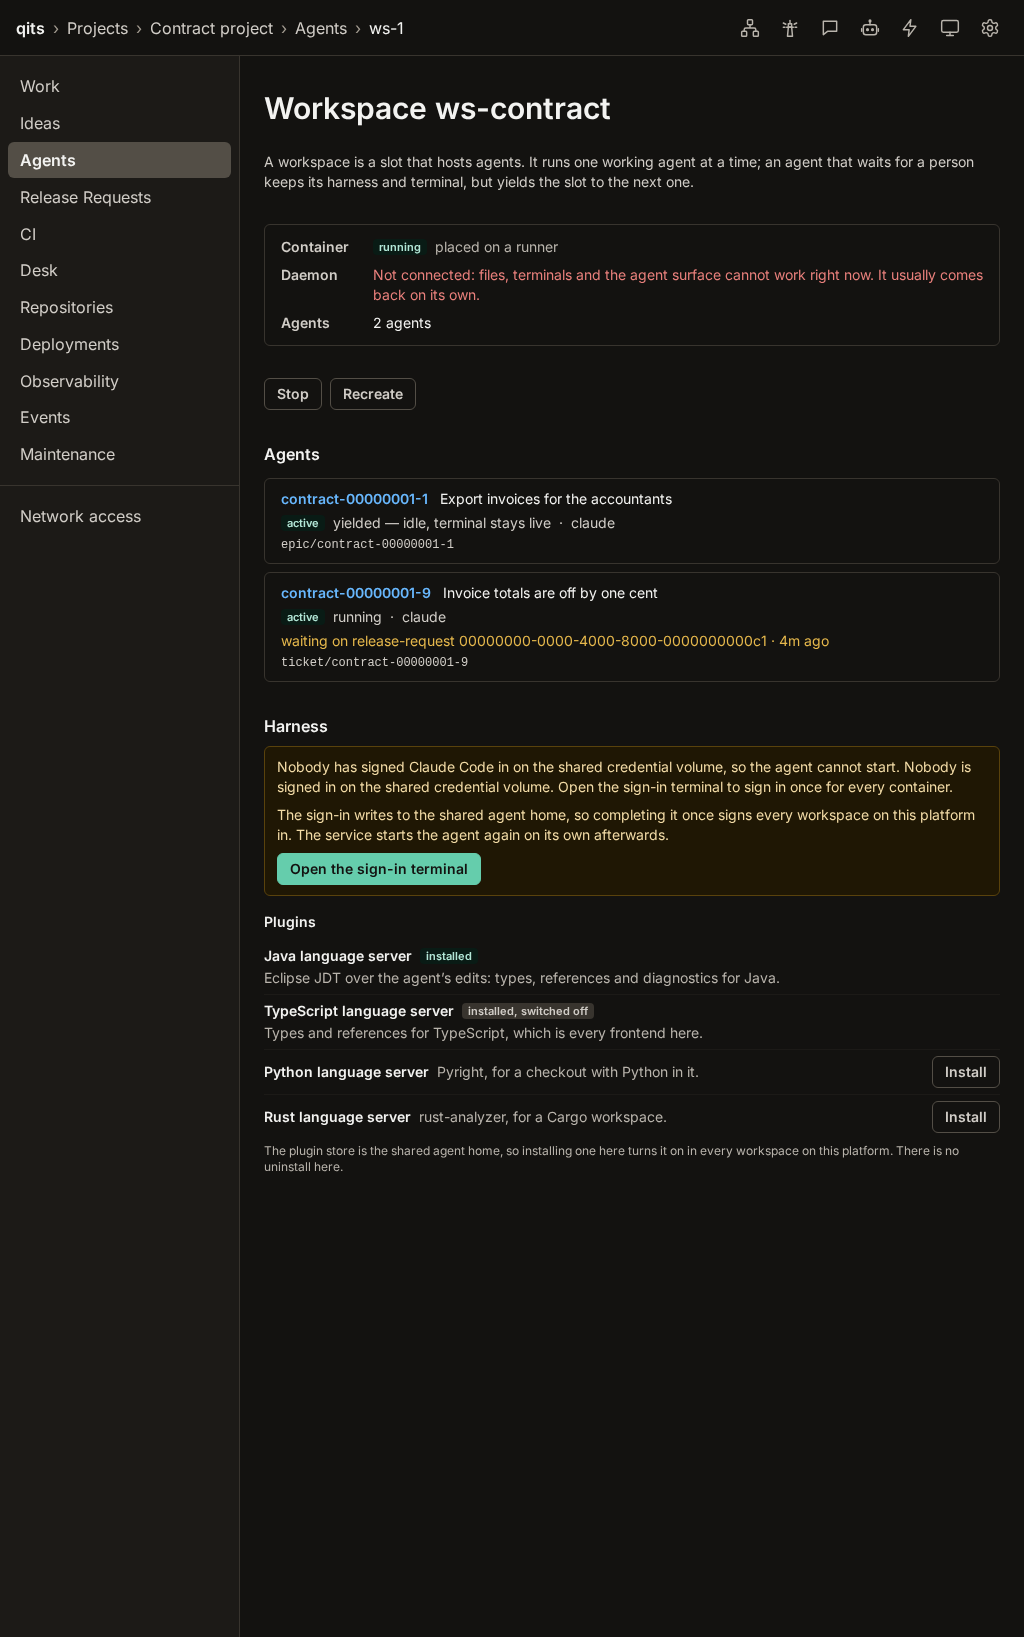 qits › Projects › Contract project › Agents › ws-1
Work
Ideas
Agents
Release Requests
CI
Desk
Repositories
Deployments
Observability
Events
Maintenance
Network access
Workspace ws-contract
A workspace is a slot that hosts agents. It runs one working agent at a time; an agent that waits for a person
keeps its harness and terminal, but yields the slot to the next one.
Container running placed on a runner
Daemon Not connected: files, terminals and the agent surface cannot work right now. It usually comes
back on its own.
Agents 2 agents
Stop Recreate
Agents
contract-00000001-1 Export invoices for the accountants
active yielded — idle, terminal stays live · claude
epic/contract-00000001-1
contract-00000001-9 Invoice totals are off by one cent
active running · claude
waiting on release-request 00000000-0000-4000-8000-0000000000c1 · 4m ago
ticket/contract-00000001-9
Harness
Nobody has signed Claude Code in on the shared credential volume, so the agent cannot start. Nobody is
signed in on the shared credential volume. Open the sign-in terminal to sign in once for every container.
The sign-in writes to the shared agent home, so completing it once signs every workspace on this platform
in. The service starts the agent again on its own afterwards.
Open the sign-in terminal
Plugins
Java language server installed
Eclipse JDT over the agent’s edits: types, references and diagnostics for Java.
TypeScript language server installed, switched off
Types and references for TypeScript, which is every frontend here.
Python language server Pyright, for a checkout with Python in it. Install
Rust language server rust-analyzer, for a Cargo workspace. Install
The plugin store is the shared agent home, so installing one here turns it on in every workspace on this platform. There is no
uninstall here.